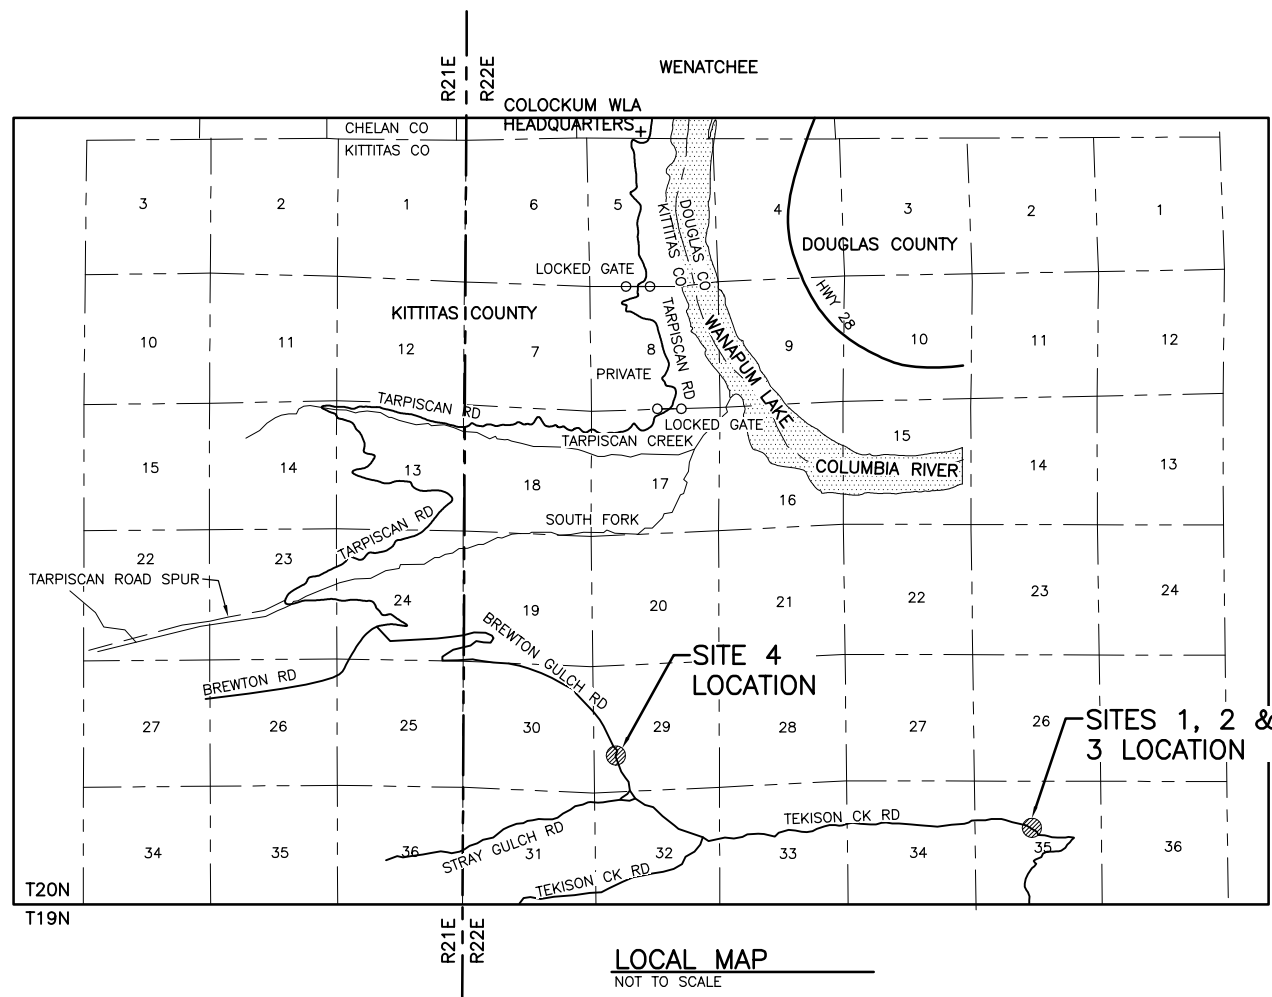 WENATCHEE
R21E
R22E
COLOCKUM WLA
HEADQUARTERS
CHELAN CO
KITTITAS CO
3
2
1
6
5
4
3
2
1
DOUGLAS CO
KITTITAS CO
DOUGLAS COUNTY
LOCKED GATE
HWY 28
KITTITAS COUNTY
TARPISCAN RD
WANAPUM LAKE
10
11
12
7
8
9
10
11
12
PRIVATE
TARPISCAN RD
LOCKED GATE
TARPISCAN CREEK
15
14
13
18
17
16
15
14
13
COLUMBIA RIVER
SOUTH FORK
TARPISCAN RD
22
23
TARPISCAN ROAD SPUR
24
19
20
21
22
23
24
BREWTON GULCH RD
SITE 4
LOCATION
BREWTON RD
27
26
25
30
29
28
27
26
SITES 1, 2 &
3 LOCATION
TEKISON CK RD
STRAY GULCH RD
34
35
36
31
32
33
34
35
36
TEKISON CK RD
T20N
T19N
R21E
R22E
LOCAL MAP
NOT TO SCALE